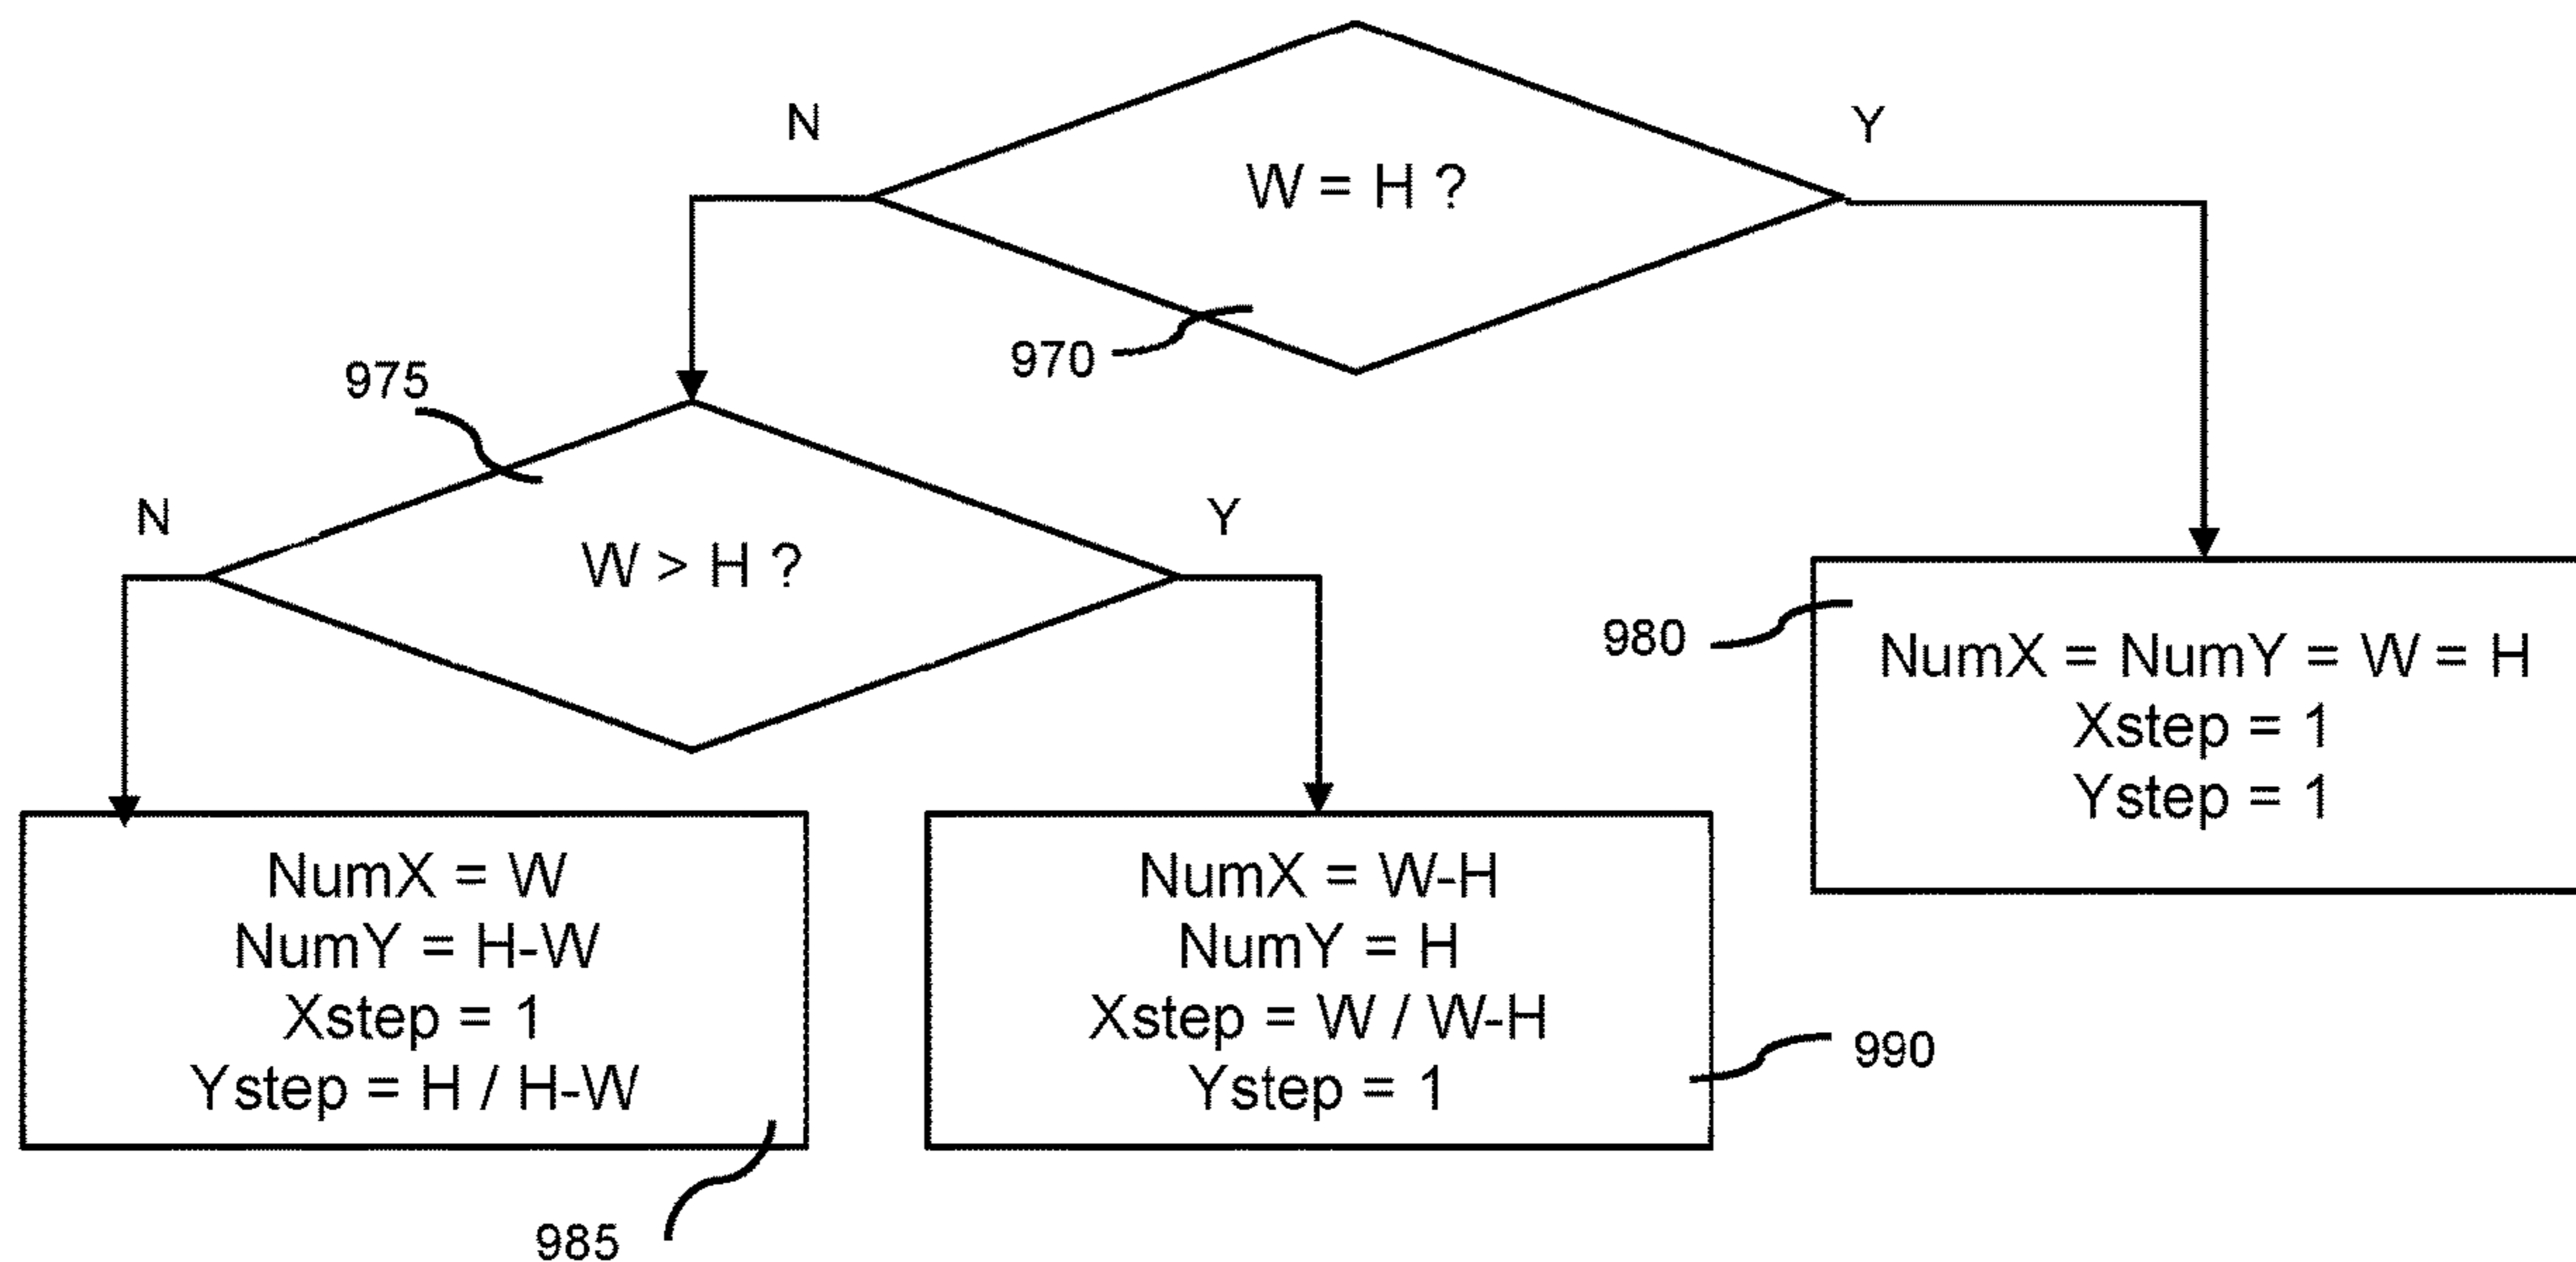 N
Y
W = H ?
970
975
N
Y
W > H ?
980
NumX = NumY = W = H
Xstep = 1
Ystep = 1
NumX = W
NumY = H-W
Xstep = 1
Ystep = H / H-W
985
NumX = W-H
NumY = H
Xstep = W / W-H
Ystep = 1
990